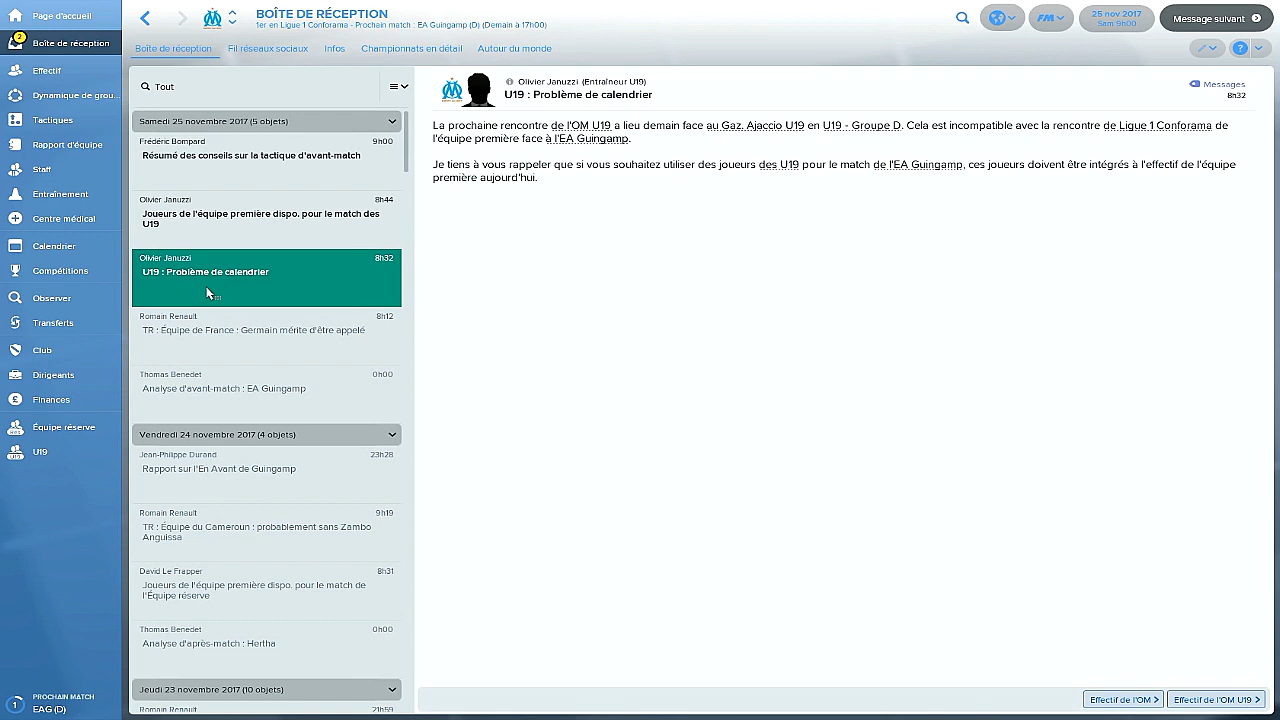 Page d'accueil
2
Boîte de réception
Effectif
Dynamique de grou...
Tactiques
Rapport d'équipe
Staff
Entraînement
Centre médical
Calendrier
Compétitions
Observer
Transferts
Club
Dirigeants
Finances
Équipe réserve
U19
PROCHAIN MATCH
1
EAG (D)
BOÎTE DE RÉCEPTION
1er en Ligue 1 Conforama - Prochain match : EA Guingamp (D) (Demain à 17h00)
FM
25 nov 2017
Sam 9h00
Message suivant
Boîte de réception
Fil réseaux sociaux
Infos
Championnats en détail
Autour du monde
?
Tout
Samedi 25 novembre 2017 (5 objets)
Frédéric Bompard 9h00
Résumé des conseils sur la tactique d'avant-match
Olivier Januzzi 8h44
Joueurs de l'équipe première dispo. pour le match des
U19
Olivier Januzzi 8h32
U19 : Problème de calendrier
Romain Renault 8h12
TR : Équipe de France : Germain mérite d'être appelé
Thomas Benedet 0h00
Analyse d'avant-match : EA Guingamp
Vendredi 24 novembre 2017 (4 objets)
Jean-Philippe Durand 23h28
Rapport sur l'En Avant de Guingamp
Romain Renault 9h19
TR : Équipe du Cameroun : probablement sans Zambo
Anguissa
David Le Frapper 8h31
Joueurs de l'équipe première dispo. pour le match de
l'Équipe réserve
Thomas Benedet 0h00
Analyse d'après-match : Hertha
Jeudi 23 novembre 2017 (10 objets)
Romain Renault 21h59
Olivier Januzzi (Entraîneur U19)
U19 : Problème de calendrier
Messages
8h32
La prochaine rencontre de l'OM U19 a lieu demain face au Gaz. Ajaccio U19 en U19 - Groupe D. Cela est incompatible avec la rencontre de Ligue 1 Conforama de
l'équipe première face à l'EA Guingamp.
Je tiens à vous rappeler que si vous souhaitez utiliser des joueurs des U19 pour le match de l'EA Guingamp, ces joueurs doivent être intégrés à l'effectif de l'équipe
première aujourd'hui.
Effectif de l'OM
Effectif de l'OM U19